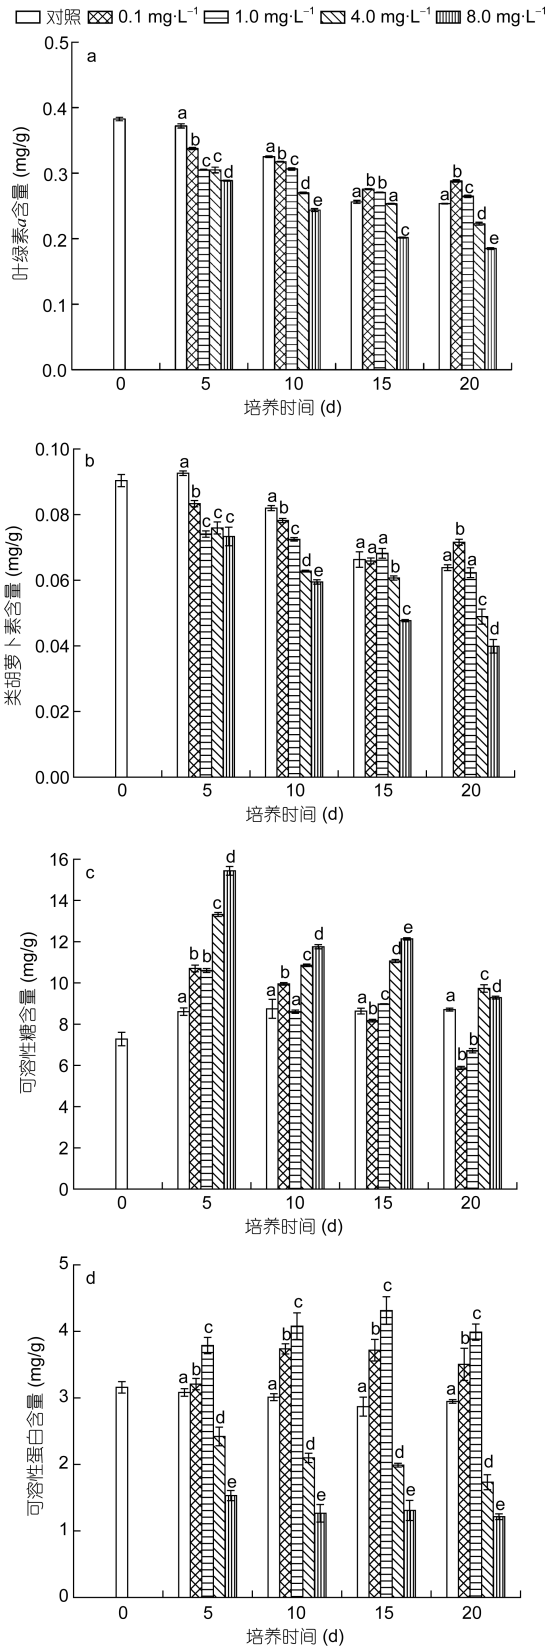 对照 0.1 mg·L⁻¹ 1.0 mg·L⁻¹ 4.0 mg·L⁻¹ 8.0 mg·L⁻¹
a
叶绿素a含量 (mg/g)
0.5
0.4
0.3
0.2
0.1
0.0
a b c c d
a b c d e
a b b a c
a b c d e
0 5 10 15 20
培养时间 (d)
b
类胡萝卜素含量 (mg/g)
0.10
0.08
0.06
0.04
0.02
0.00
a b c c c
a b c d e
a a a b c
a b a c d
0 5 10 15 20
培养时间 (d)
c
可溶性糖含量 (mg/g)
16
14
12
10
8
6
4
2
0
a b b c d
a b a c d
a b c d e
a b b c d
0 5 10 15 20
培养时间 (d)
d
可溶性蛋白含量 (mg/g)
5
4
3
2
1
0
a b c d e
a b c d e
a b c d e
a b c d e
0 5 10 15 20
培养时间 (d)